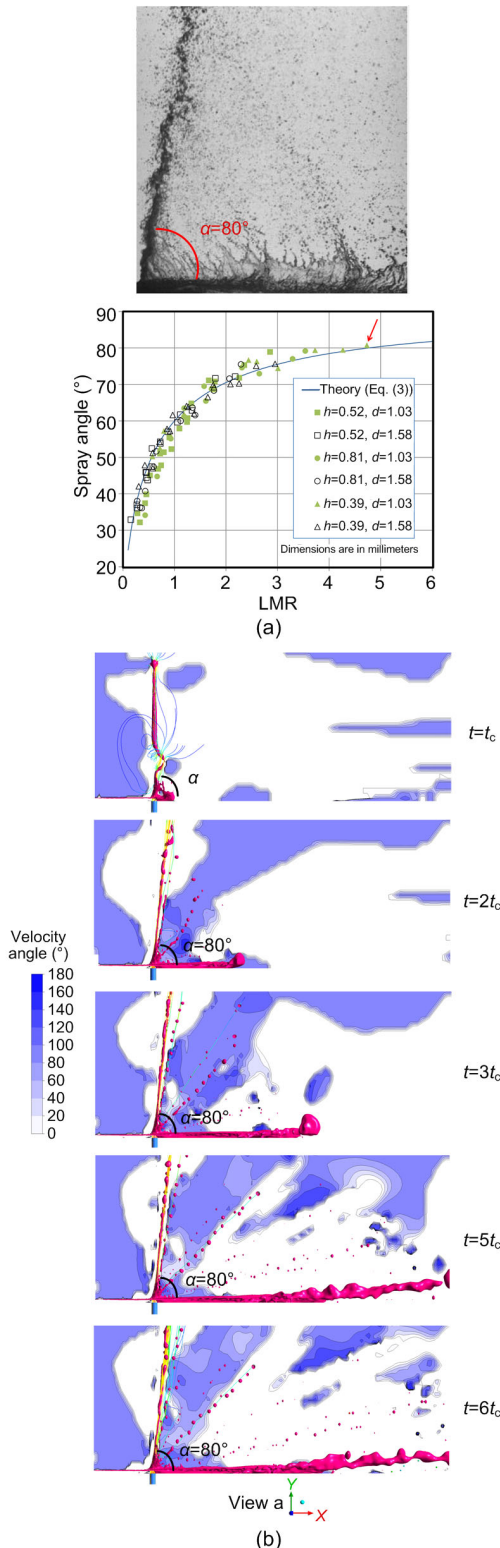 α=80°
90
80
70
60
50
40
30
20
0
1
2
3
4
5
6
Spray angle (°)
LMR
Theory (Eq. (3))
h=0.52, d=1.03
h=0.52, d=1.58
h=0.81, d=1.03
h=0.81, d=1.58
h=0.39, d=1.03
h=0.39, d=1.58
Dimensions are in millimeters
(a)
α
t=tc
α=80°
t=2tc
Velocity
angle (°)
180
160
140
120
100
80
60
40
20
0
α=80°
t=3tc
α=80°
t=5tc
α=80°
t=6tc
View a
Y
X
(b)